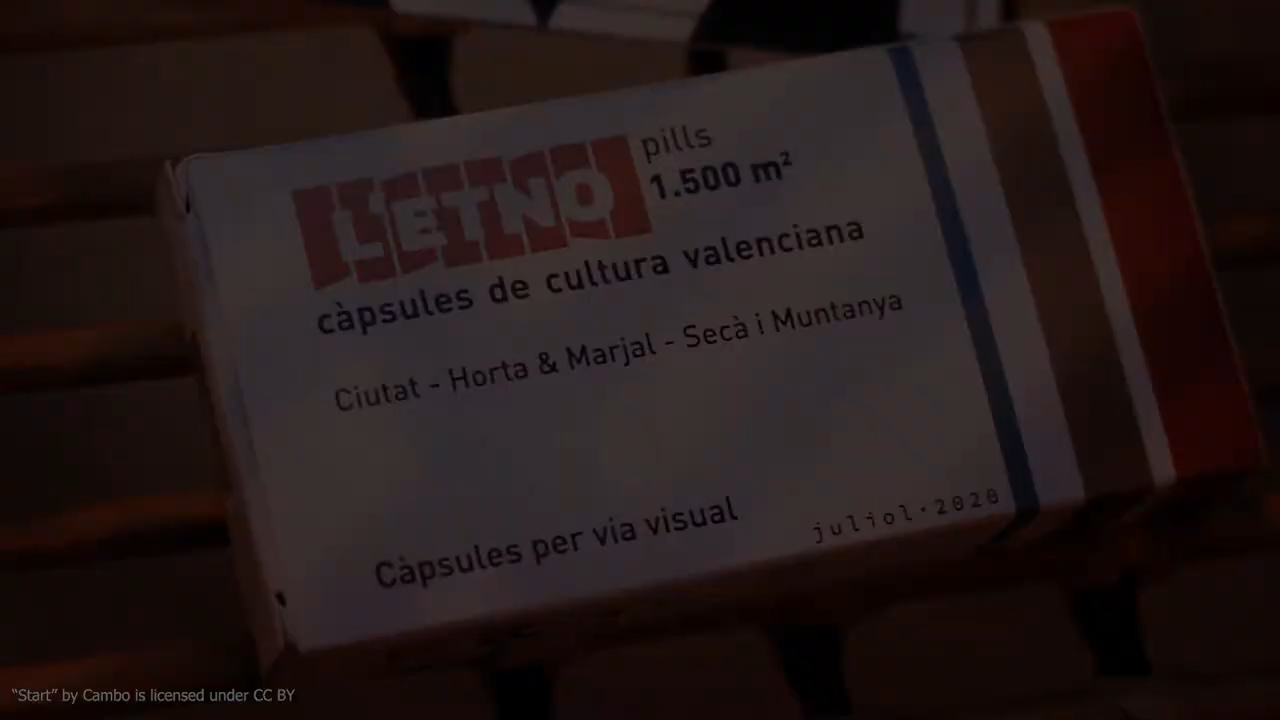 L'ETNO
pills
1.500 m²
càpsules de cultura valenciana
Ciutat - Horta & Marjal - Secà i Muntanya
Càpsules per via visual
juliol·2020
“Start” by Cambo is licensed under CC BY